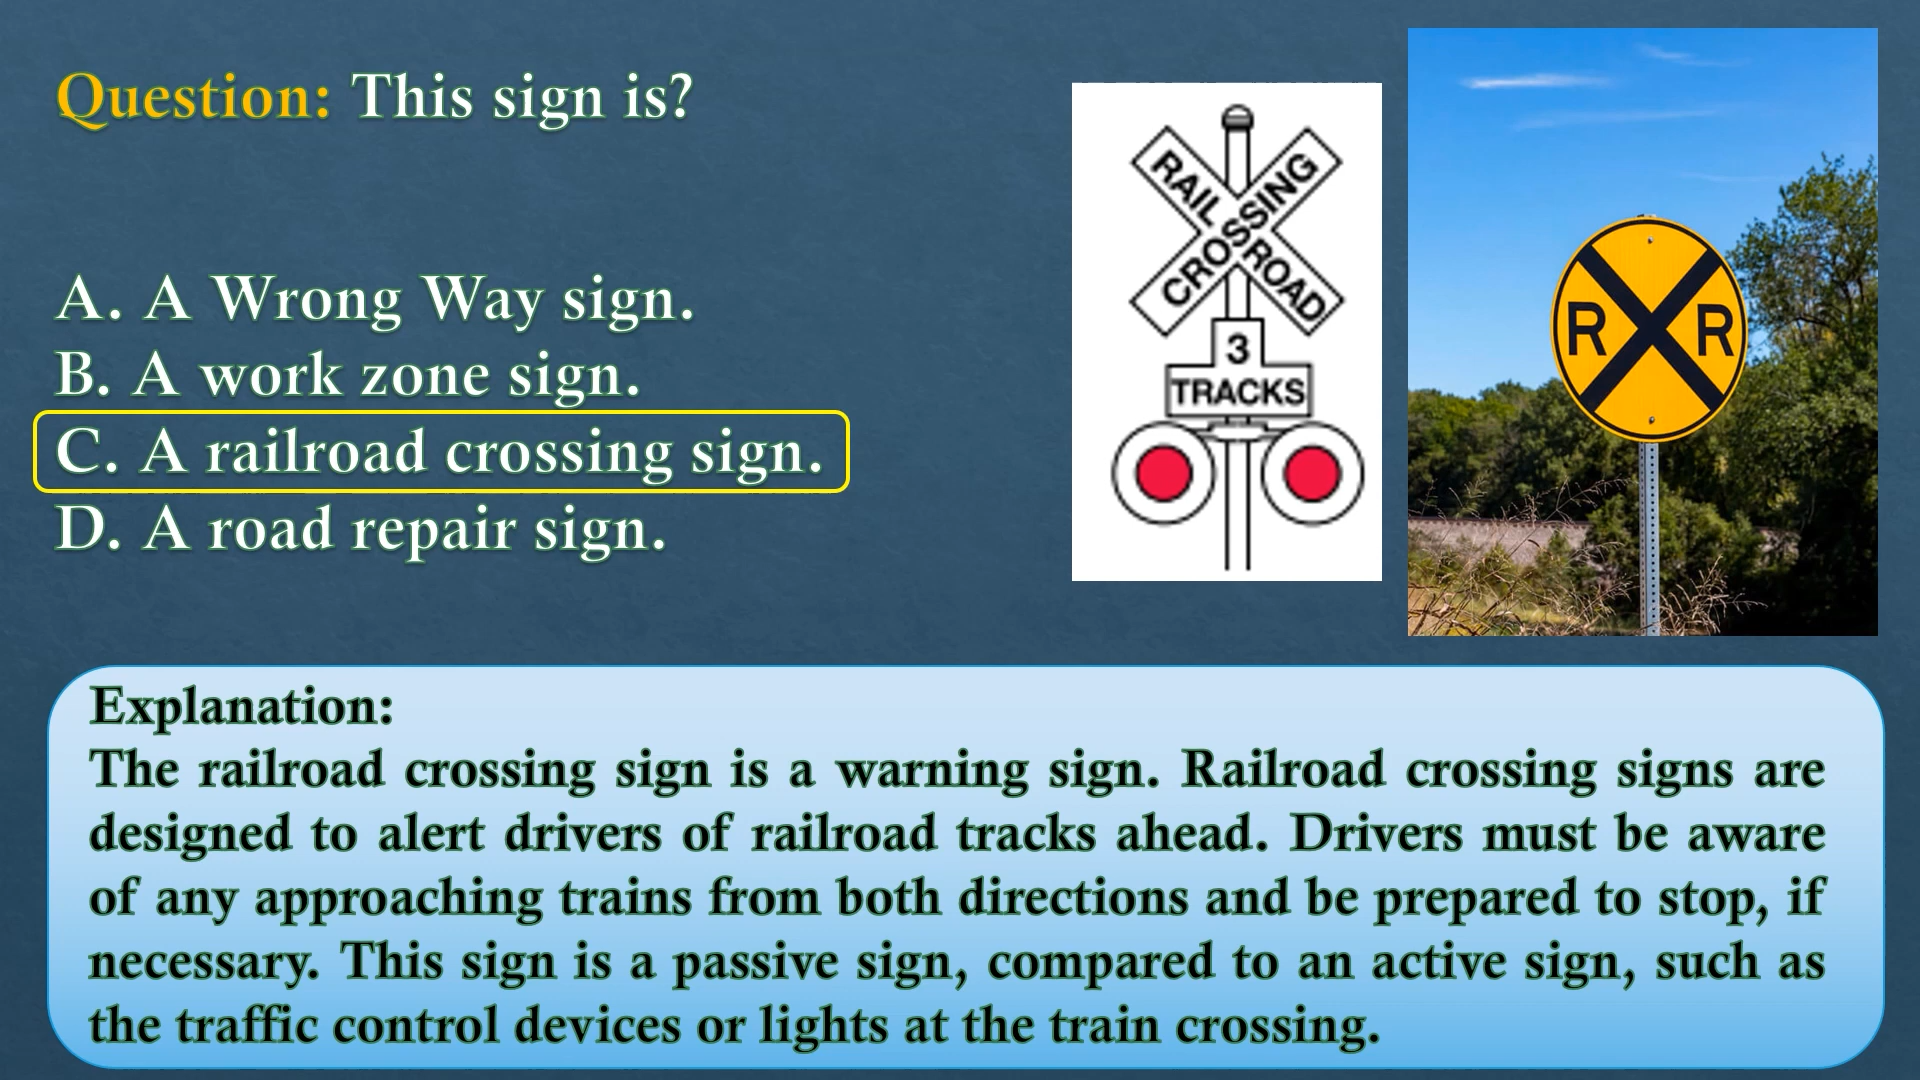 Question: This sign is?
A. A Wrong Way sign.
B. A work zone sign.
C. A railroad crossing sign.
D. A road repair sign.
RAIL ROAD
CROSSING
3
TRACKS
R R
Explanation:
The railroad crossing sign is a warning sign. Railroad crossing signs are
designed to alert drivers of railroad tracks ahead. Drivers must be aware
of any approaching trains from both directions and be prepared to stop, if
necessary. This sign is a passive sign, compared to an active sign, such as
the traffic control devices or lights at the train crossing.